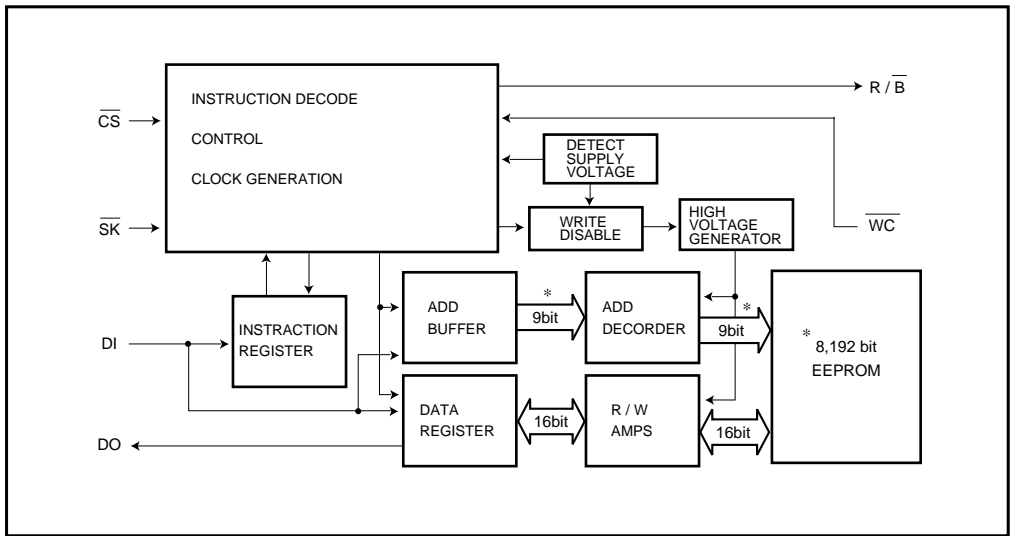 INSTRUCTION DECODE
CONTROL
CLOCK GENERATION
CS
SK
DI
DO
R / B
WC
DETECT
SUPPLY
VOLTAGE
WRITE
DISABLE
HIGH
VOLTAGE
GENERATOR
INSTRACTION
REGISTER
ADD
BUFFER
*
9bit
ADD
DECORDER
*
9bit
* 8,192 bit
EEPROM
DATA
REGISTER
16bit
R / W
AMPS
16bit